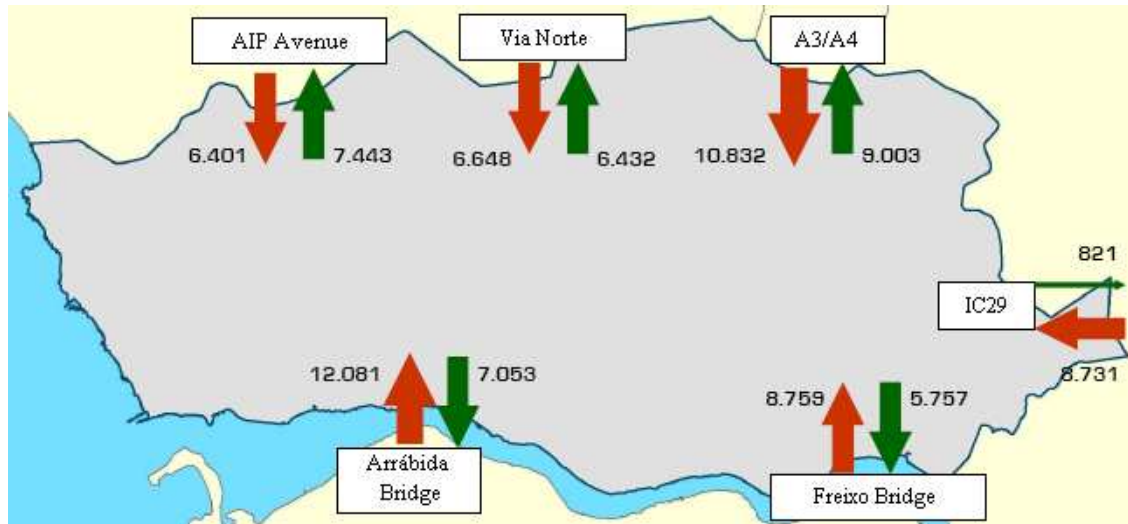 AIP Avenue
Via Norte
A3/A4
6.401
7.443
6.648
6.432
10.832
9.003
821
IC29
8.731
12.081
7.053
8.759
5.757
Arrábida
Bridge
Freixo Bridge